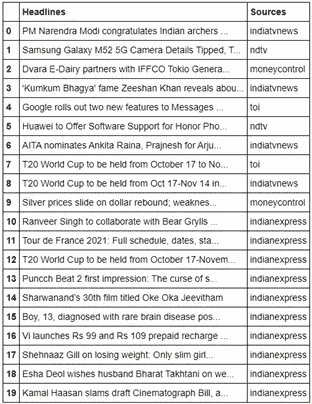 Headlines Sources
0 PM Narendra Modi congratulates Indian archers ... indiatvnews
1 Samsung Galaxy M52 5G Camera Details Tipped, T... ndtv
2 Dvara E-Dairy partners with IFFCO Tokio Genera... moneycontrol
3 'Kumkum Bhagya' fame Zeeshan Khan reveals abou... indiatvnews
4 Google rolls out two new features to Messages ... toi
5 Huawei to Offer Software Support for Honor Pho... ndtv
6 AITA nominates Ankita Raina, Prajnesh for Arju... indiatvnews
7 T20 World Cup to be held from October 17 to No... toi
8 T20 World Cup to be held from Oct 17-Nov 14 in... indiatvnews
9 Silver prices slide on dollar rebound; weaknes... moneycontrol
10 Ranveer Singh to collaborate with Bear Grylls ... indianexpress
11 Tour de France 2021: Full schedule, dates, sta... indianexpress
12 T20 World Cup to be held from October 17-Novem... indianexpress
13 Puncch Beat 2 first impression: The curse of s... indianexpress
14 Sharwanand's 30th film titled Oke Oka Jeevitham indianexpress
15 Boy, 13, diagnosed with rare brain disease pos... indianexpress
16 Vi launches Rs 99 and Rs 109 prepaid recharge ... indianexpress
17 Shehnaaz Gill on losing weight: Only slim girl... indianexpress
18 Esha Deol wishes husband Bharat Takhtani on we... indianexpress
19 Kamal Haasan slams draft Cinematograph Bill, a... indianexpress